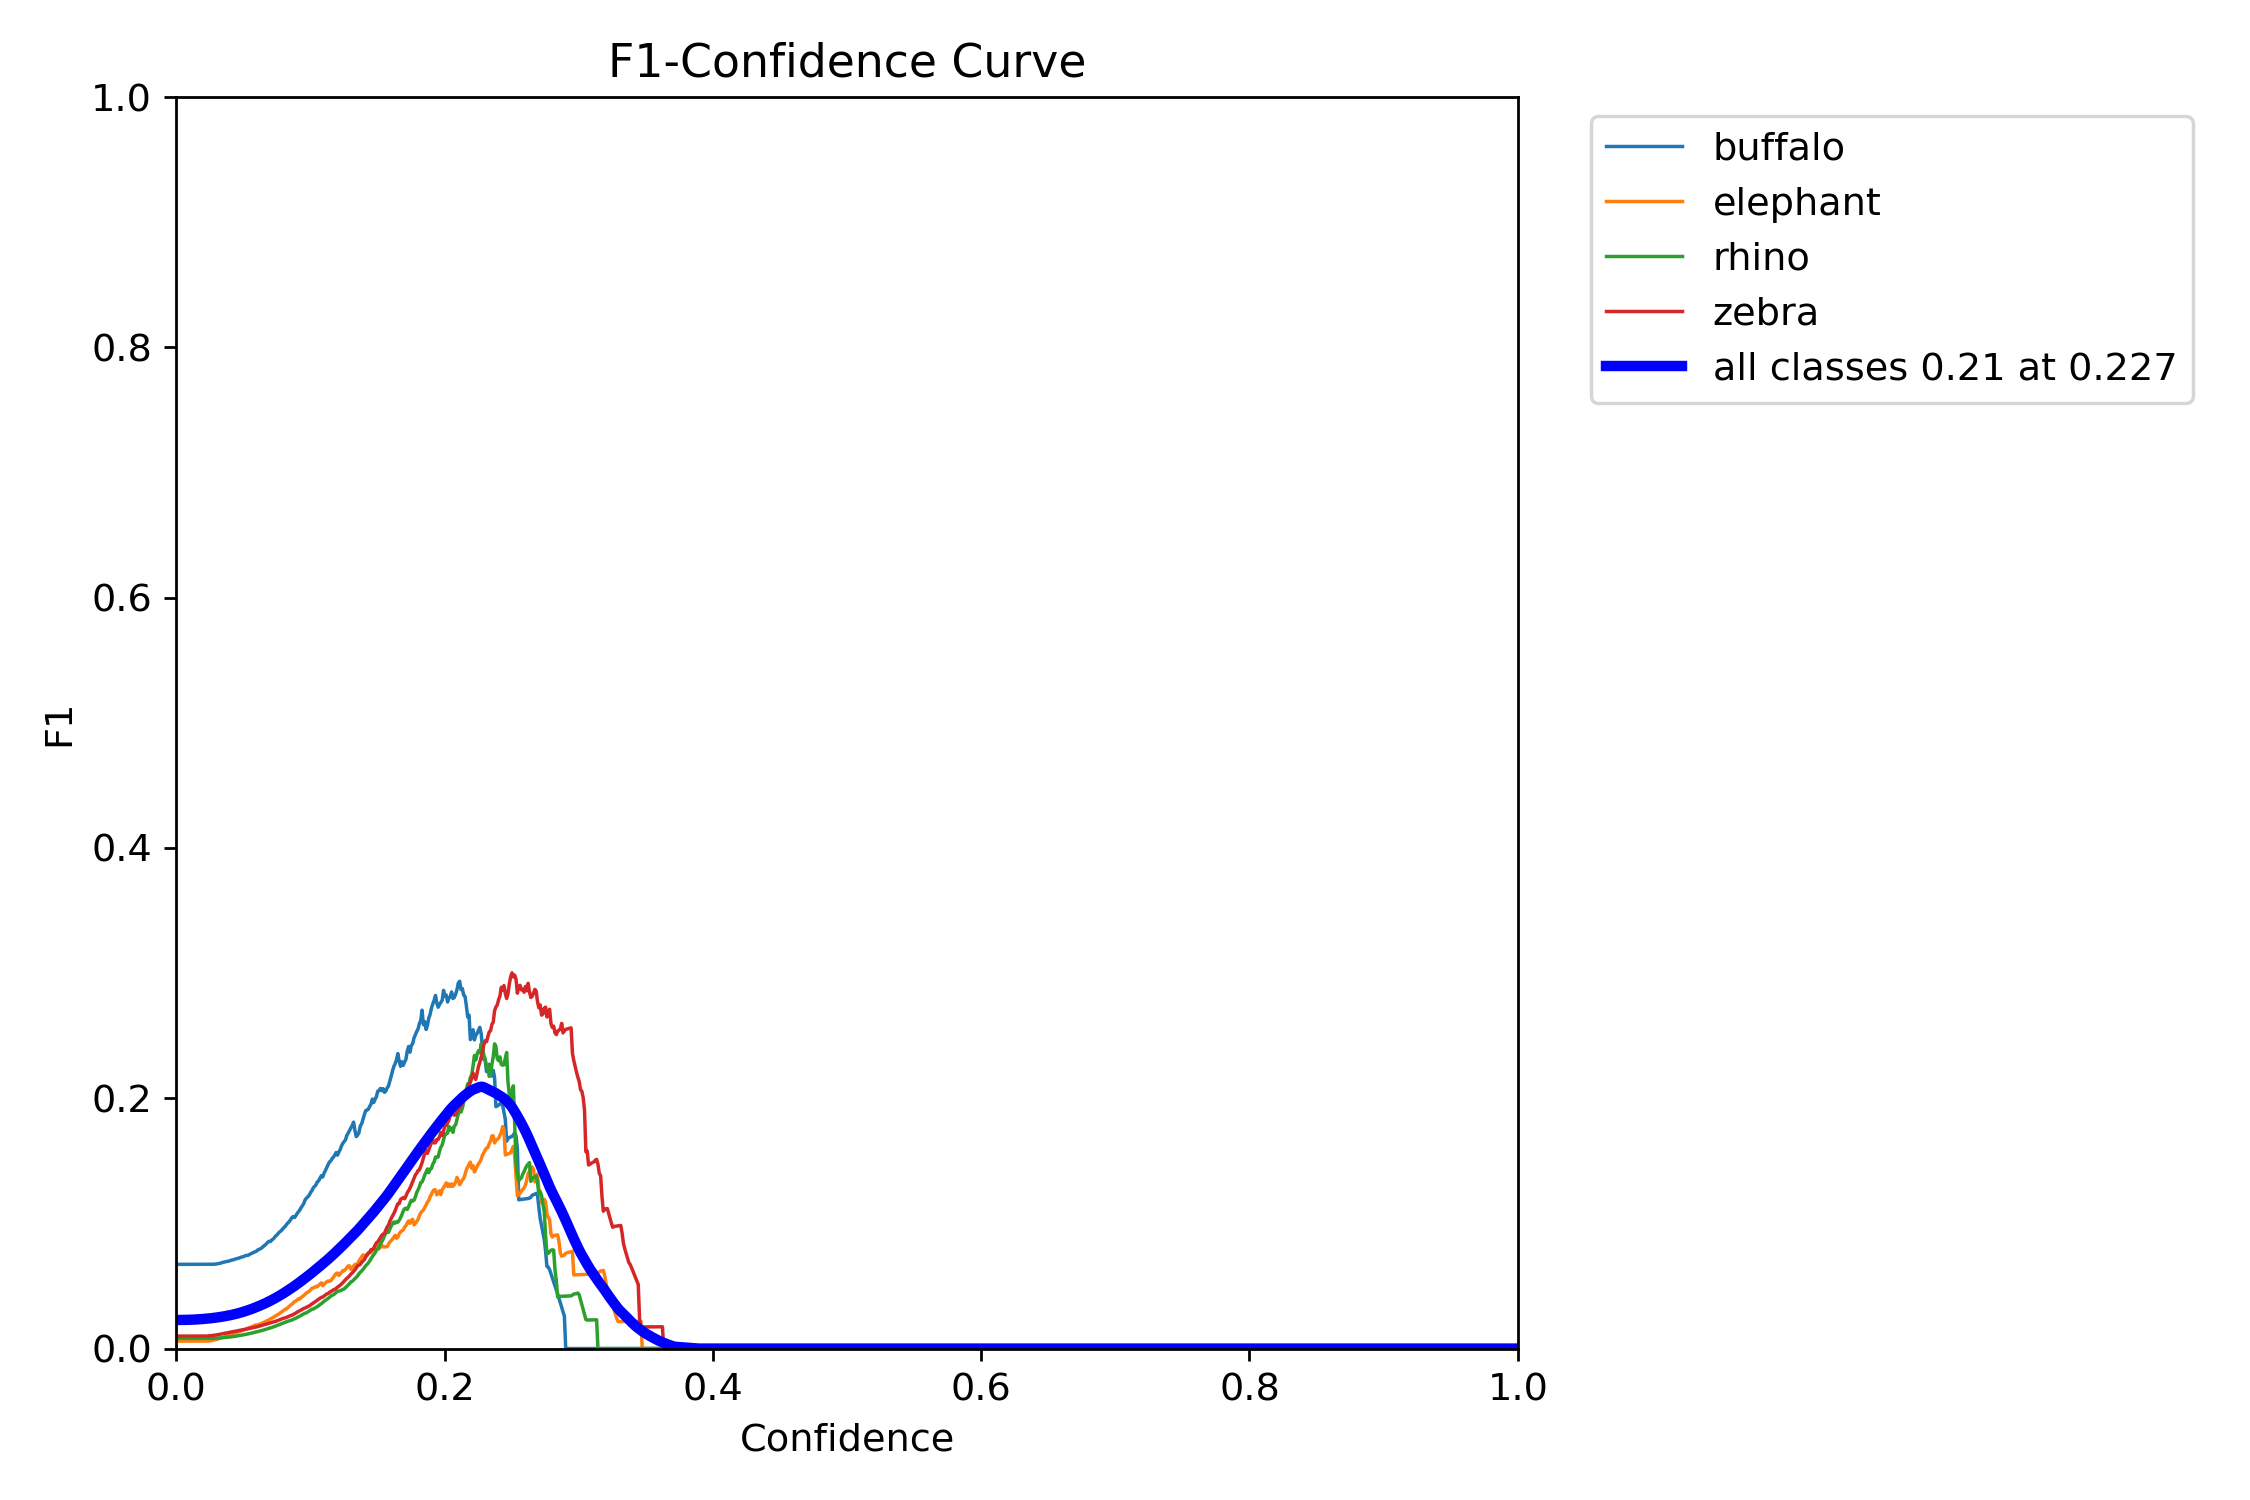 F1-Confidence Curve
1.0
0.8
0.6
0.4
0.2
0.0
F1
0.0 0.2 0.4 0.6 0.8 1.0
Confidence
buffalo
elephant
rhino
zebra
all classes 0.21 at 0.227